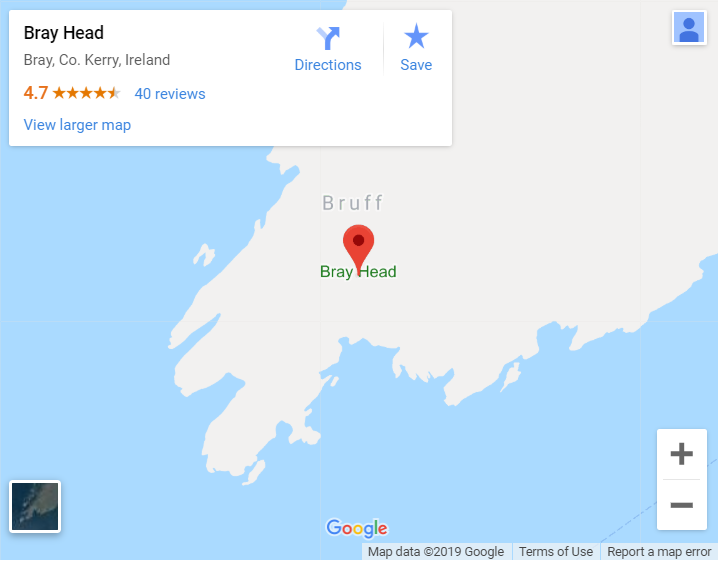 Bray Head
Bray, Co. Kerry, Ireland
4.7 40 reviews
View larger map
Directions
Save
Bruff
Bray Head
Google
Map data ©2019 Google Terms of Use Report a map error